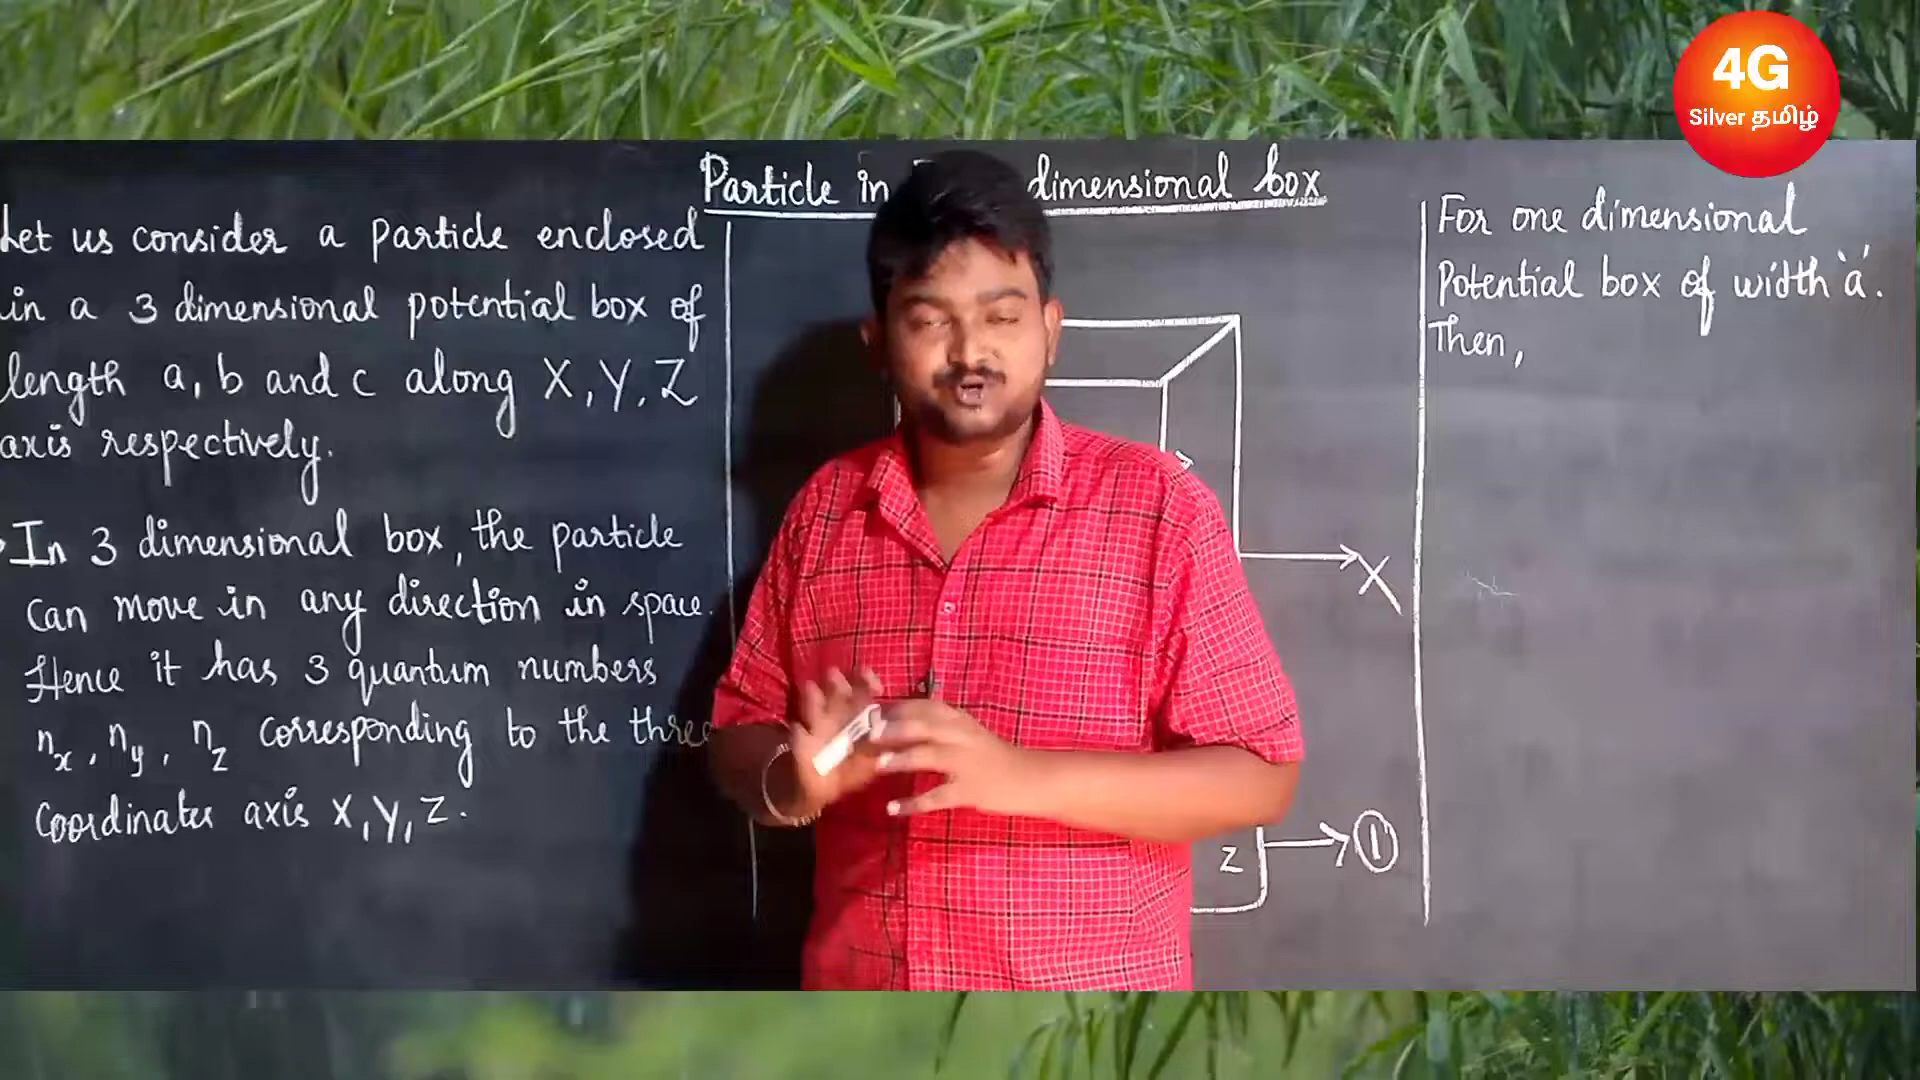 4G
Silver தமிழ்
Particle in dimensional box
Let us consider a particle enclosed
in a 3 dimensional potential box of
length a, b and c along X, Y, Z
axis respectively.
In 3 dimensional box, the particle
can move in any direction in space.
Hence it has 3 quantum numbers
nx, ny, nz corresponding to the three
Coordinates axis X, Y, Z.
X
Z
①
For one dimensional
Potential box of width 'a'.
Then,